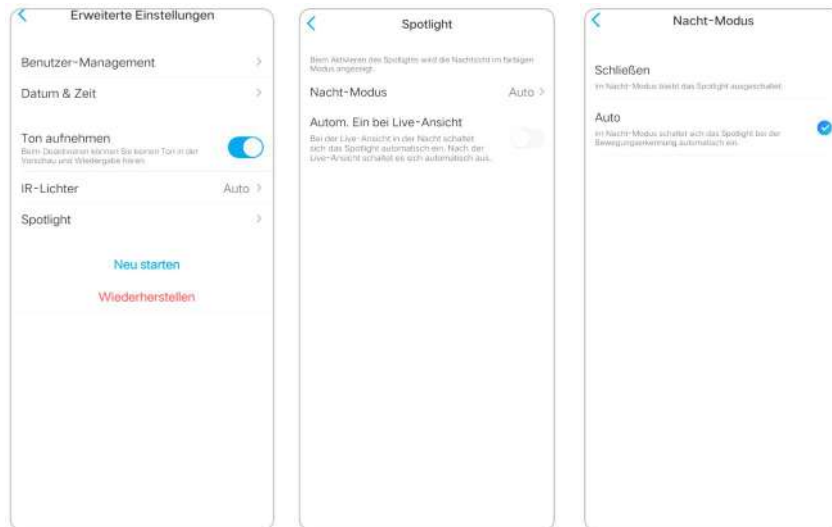 Erweiterte Einstellungen
Benutzer-Management
Datum & Zeit
Ton aufnehmen
Beim Deaktivieren können Sie keinen Ton in der
Vorschau und Wiedergabe hören.
IR-Lichter
Auto
Spotlight
Neu starten
Wiederherstellen
Spotlight
Beim Aktivieren des Spotlights wird die Nachtsicht im farbigen
Modus angezeigt.
Nacht-Modus
Auto
Autom. Ein bei Live-Ansicht
Bei der Live-Ansicht in der Nacht schaltet
sich das Spotlight automatisch ein. Nach der
Live-Ansicht schaltet es sich automatisch aus.
Nacht-Modus
Schließen
Im Nacht-Modus bleibt das Spotlight ausgeschaltet
Auto
Im Nacht-Modus schaltet sich das Spotlight bei der
Bewegungserkennung automatisch ein.